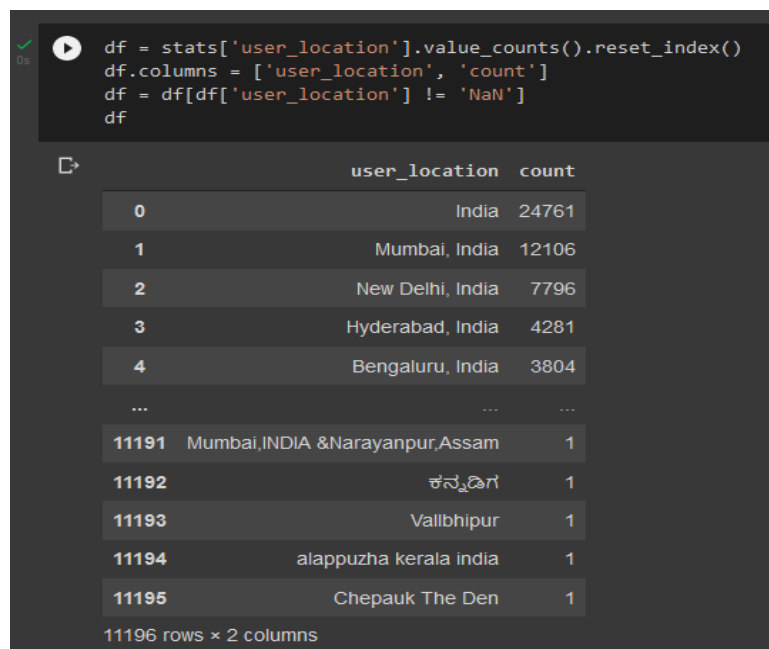 df = stats['user_location'].value_counts().reset_index()
0s
df.columns = ['user_location', 'count']
df = df[df['user_location'] != 'NaN']
df
user_location count
0 India 24761
1 Mumbai, India 12106
2 New Delhi, India 7796
3 Hyderabad, India 4281
4 Bengaluru, India 3804
... ... ...
11191 Mumbai,INDIA &Narayanpur,Assam 1
11192 ಕನ್ನಡಿಗ 1
11193 Vallbhipur 1
11194 alappuzha kerala india 1
11195 Chepauk The Den 1
11196 rows × 2 columns